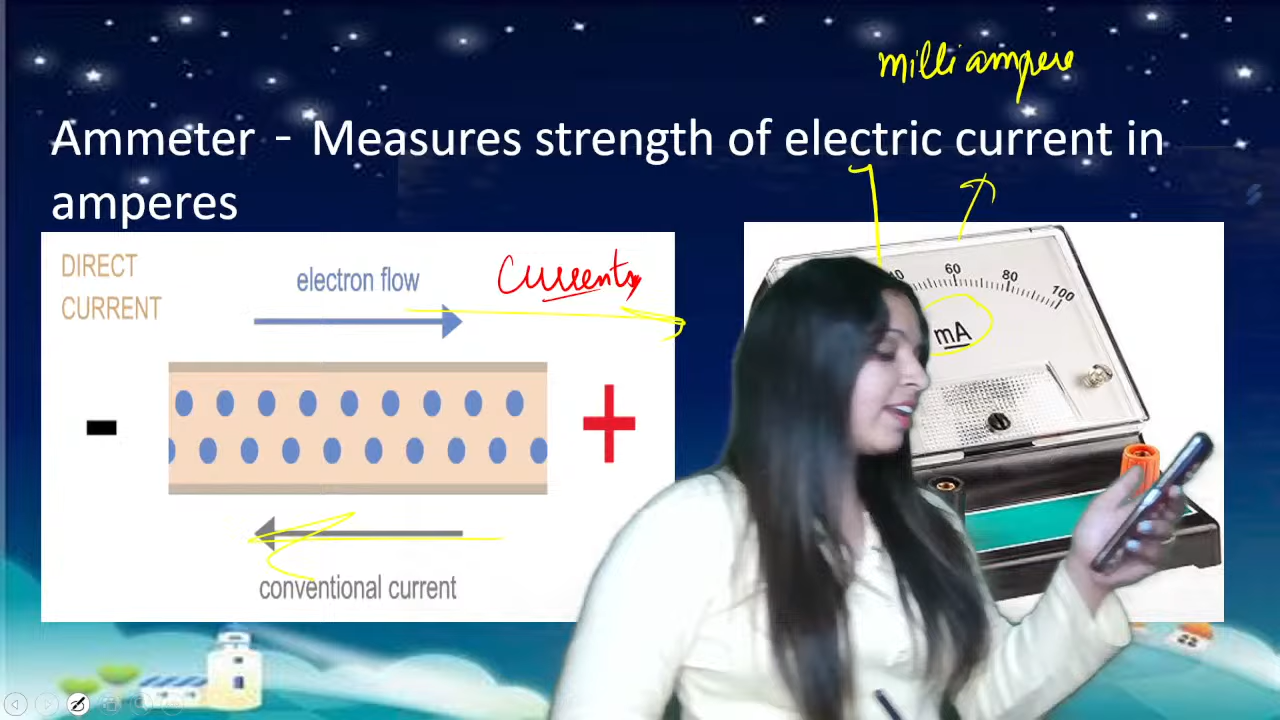 milli ampere
Ammeter - Measures strength of electric current in
amperes
DIRECT
CURRENT
electron flow
Currents
- +
conventional current
60 80 100
mA